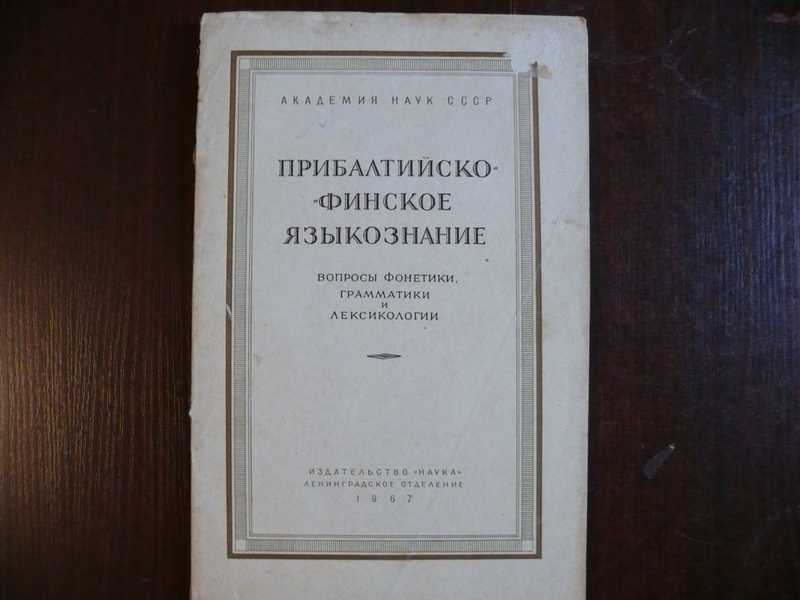 АКАДЕМИЯ НАУК СССР
ПРИБАЛТИЙСКО-
-ФИНСКОЕ
ЯЗЫКОЗНАНИЕ
ВОПРОСЫ ФОНЕТИКИ,
ГРАММАТИКИ
И
ЛЕКСИКОЛОГИИ
ИЗДАТЕЛЬСТВО «НАУКА»
ЛЕНИНГРАДСКОЕ ОТДЕЛЕНИЕ
1967